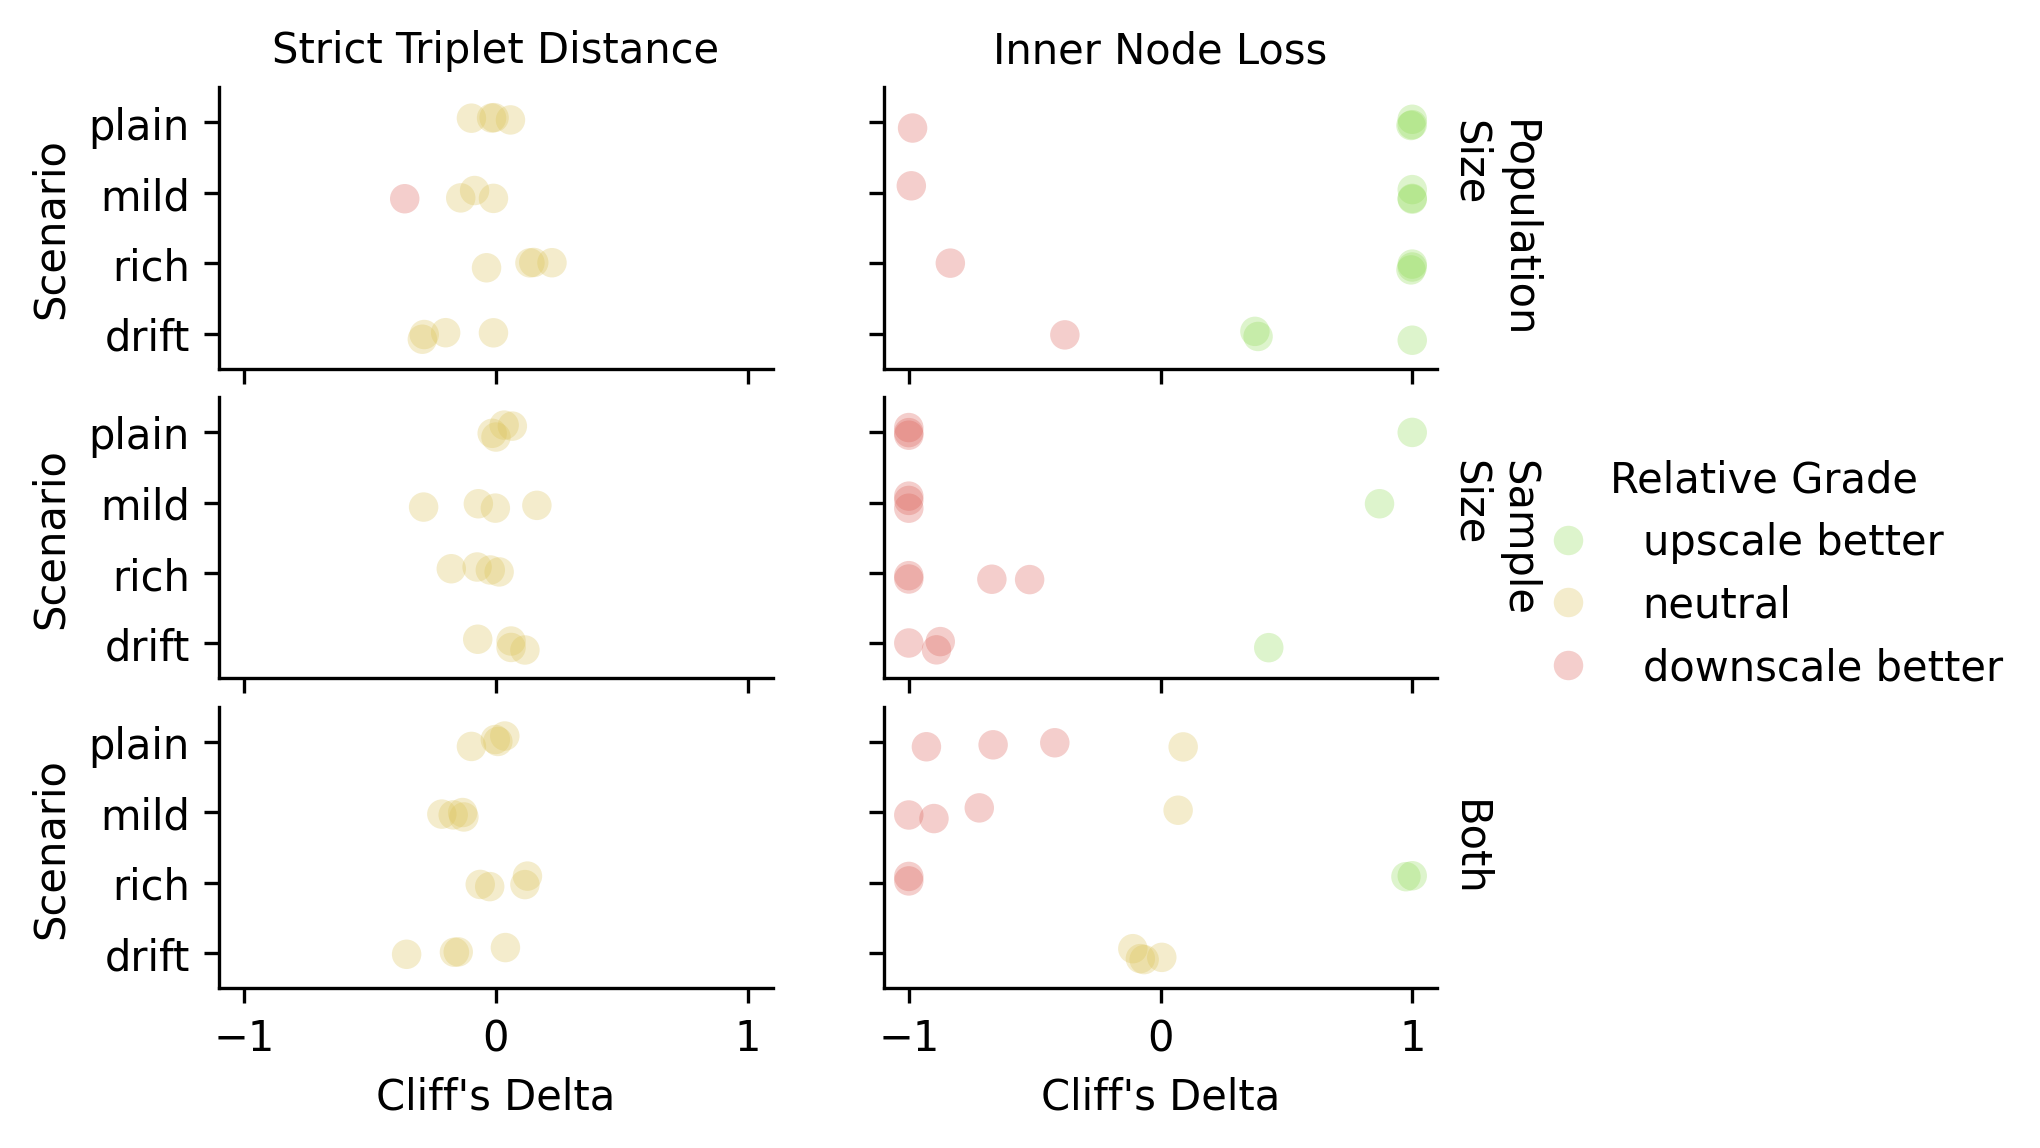 Strict Triplet Distance
Inner Node Loss
Scenario
plain
mild
rich
drift
Population
Size
Scenario
plain
mild
rich
drift
Sample
Size
Relative Grade
upscale better
neutral
downscale better
Scenario
plain
mild
rich
drift
Both
−1
0
1
−1
0
1
Cliff's Delta
Cliff's Delta